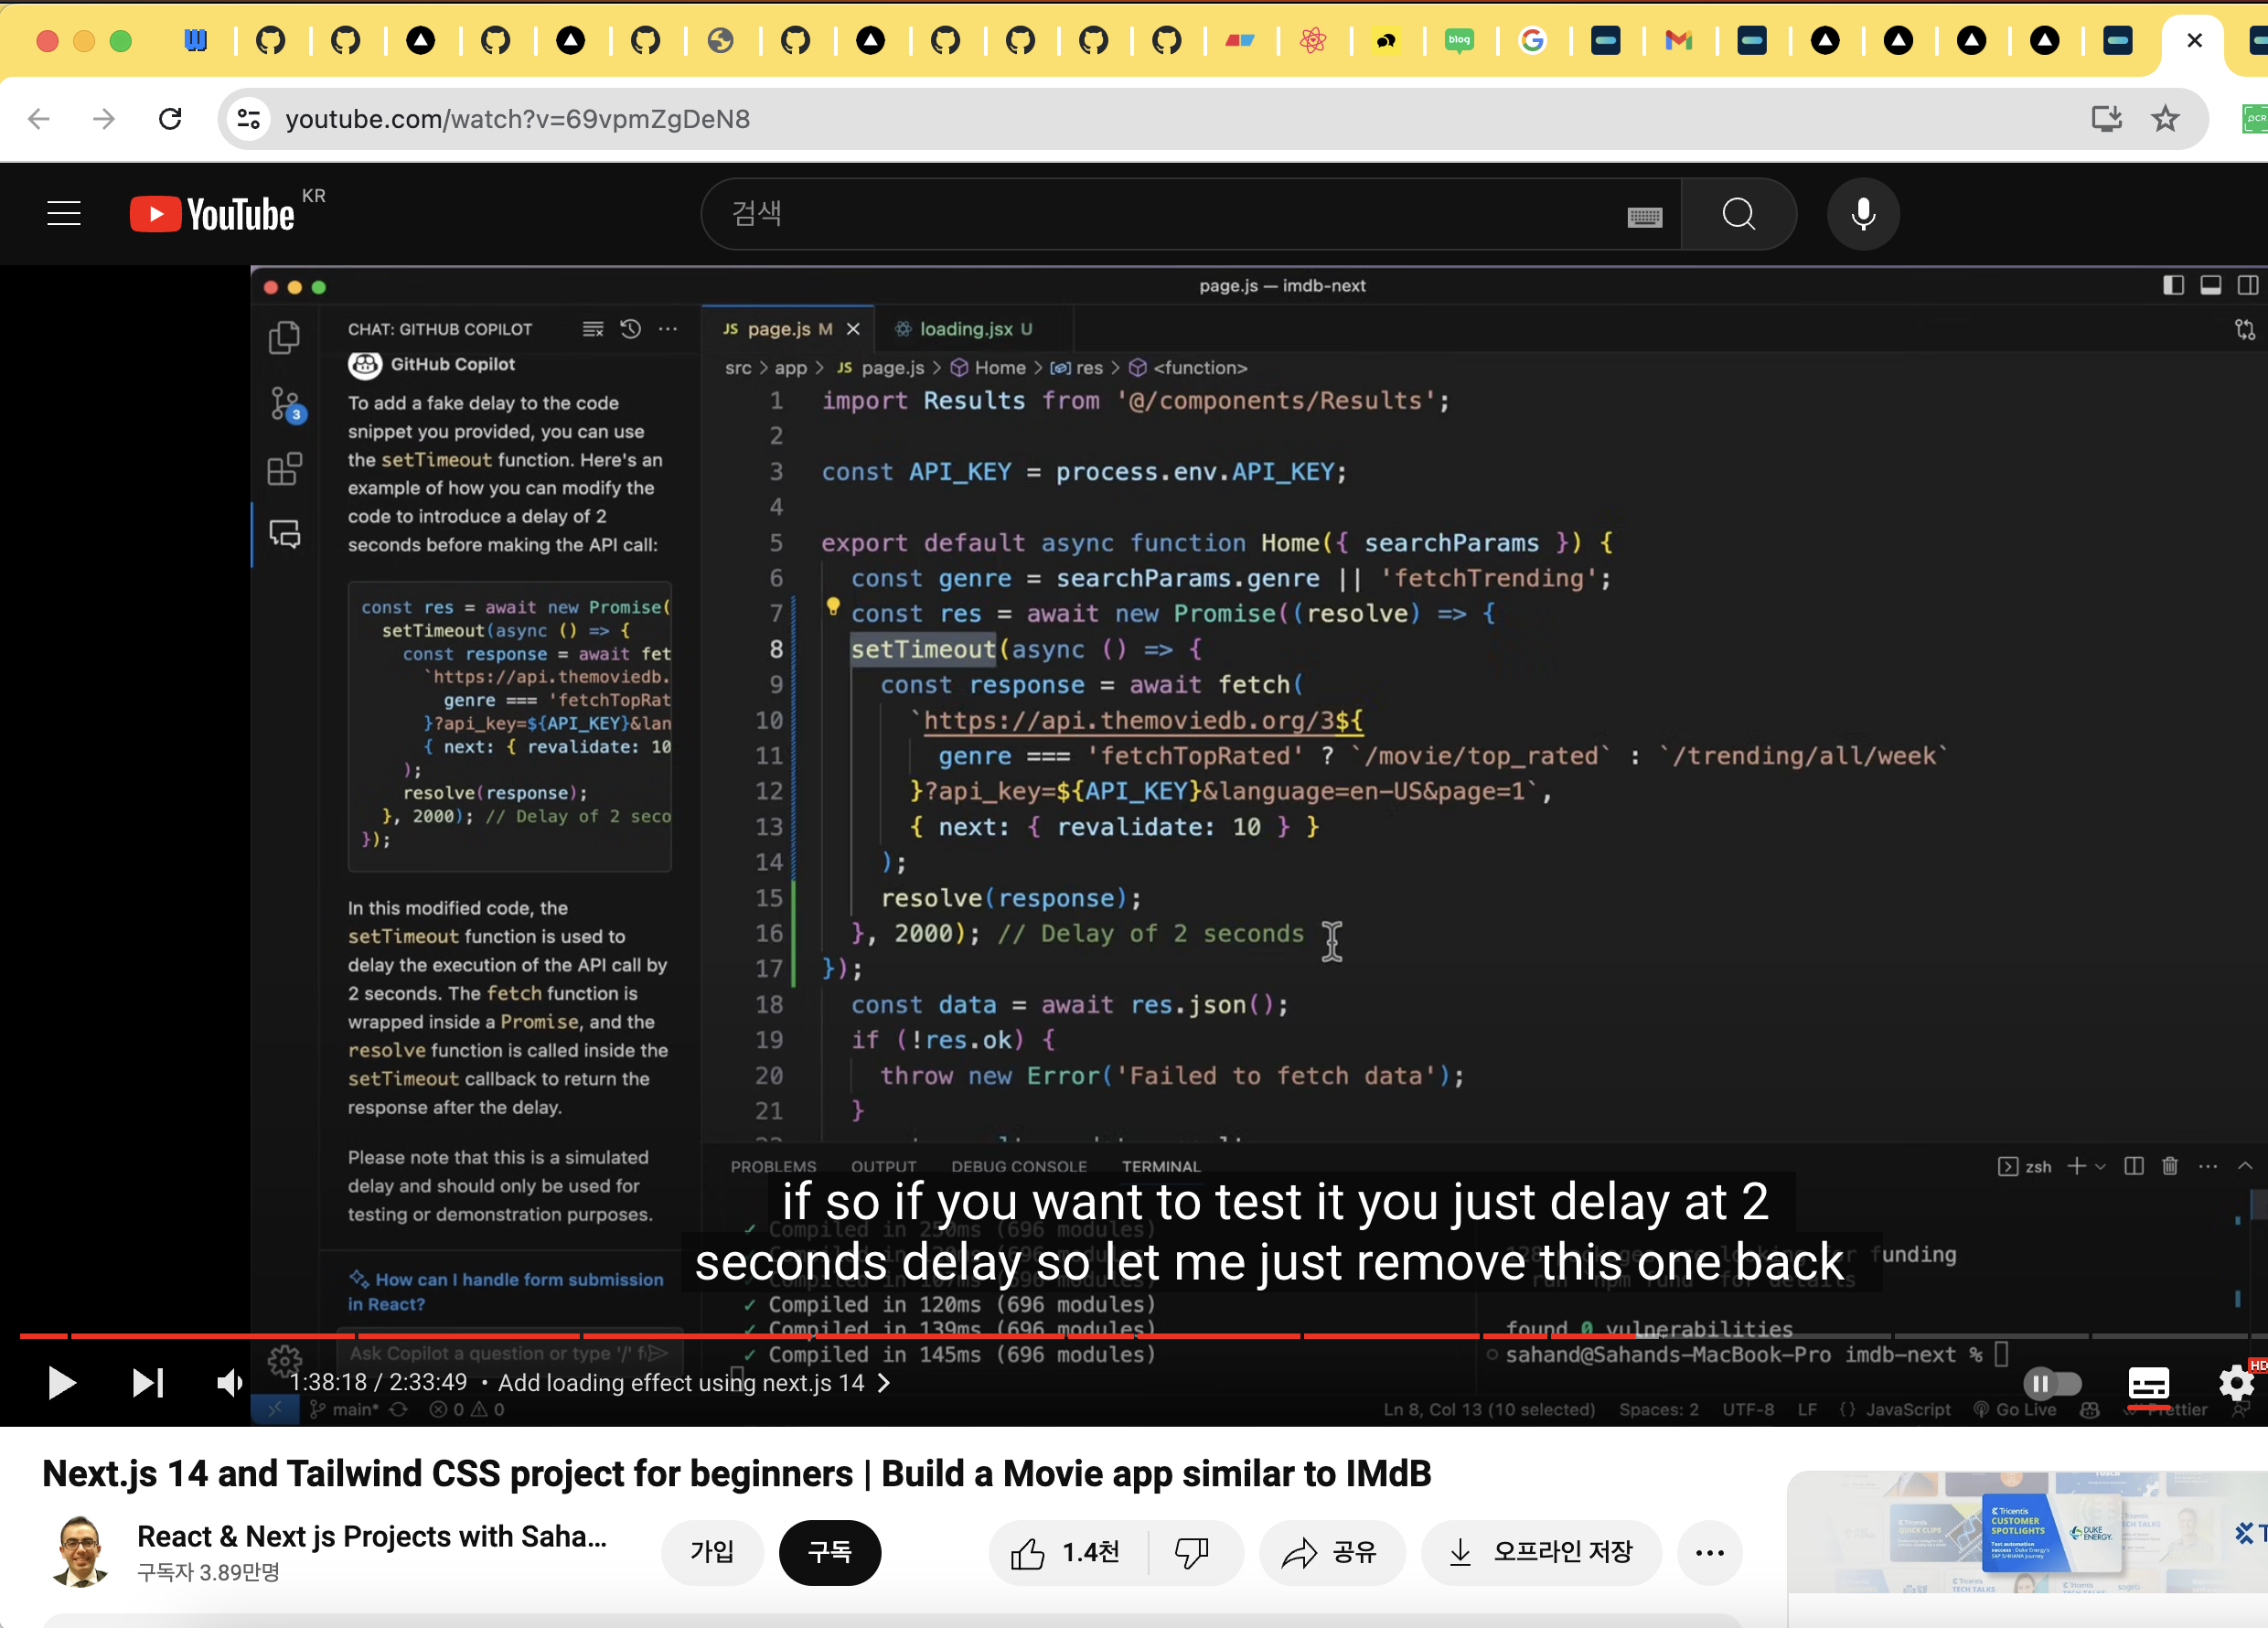 blog
youtube.com/watch?v=69vpmZgDeN8
YouTube KR
검색
page.js — imdb-next
CHAT: GITHUB COPILOT
GitHub Copilot
To add a fake delay to the code
snippet you provided, you can use
the setTimeout function. Here's an
example of how you can modify the
code to introduce a delay of 2
seconds before making the API call:
const res = await new Promise(
setTimeout(async () => {
const response = await fet
`https://api.themoviedb.
genre === 'fetchTopRat
}?api_key=${API_KEY}&lan
{ next: { revalidate: 10
);
resolve(response);
}, 2000); // Delay of 2 seco
});
In this modified code, the
setTimeout function is used to
delay the execution of the API call by
2 seconds. The fetch function is
wrapped inside a Promise, and the
resolve function is called inside the
setTimeout callback to return the
response after the delay.
Please note that this is a simulated
delay and should only be used for
testing or demonstration purposes.
How can I handle form submission
in React?
Ask Copilot a question or type '/' f
3
JS page.js M
loading.jsx U
src > app > JS page.js > Home > res > <function>
1 import Results from '@/components/Results';
2
3 const API_KEY = process.env.API_KEY;
4
5 export default async function Home({ searchParams }) {
6 const genre = searchParams.genre || 'fetchTrending';
7 const res = await new Promise((resolve) => {
8 setTimeout(async () => {
9 const response = await fetch(
10 `https://api.themoviedb.org/3${
11 genre === 'fetchTopRated' ? `/movie/top_rated` : `/trending/all/week`
12 }?api_key=${API_KEY}&language=en-US&page=1`,
13 { next: { revalidate: 10 } }
14 );
15 resolve(response);
16 }, 2000); // Delay of 2 seconds
17 });
18 const data = await res.json();
19 if (!res.ok) {
20 throw new Error('Failed to fetch data');
21 }
PROBLEMS OUTPUT DEBUG CONSOLE TERMINAL
zsh
if so if you want to test it you just delay at 2
seconds delay so let me just remove this one back
✓ Compiled in 250ms (696 modules)
✓ Compiled in 120ms (696 modules)
✓ Compiled in 139ms (696 modules)
✓ Compiled in 145ms (696 modules)
funding
found 0 vulnerabilities
sahand@Sahands-MacBook-Pro imdb-next %
1:38:18 / 2:33:49 • Add loading effect using next.js 14 >
HD
main* 0 0
Ln 8, Col 13 (10 selected) Spaces: 2 UTF-8 LF {} JavaScript Go Live Prettier
Next.js 14 and Tailwind CSS project for beginners | Build a Movie app similar to IMdB
React & Next js Projects with Saha...
구독자 3.89만명
가입
구독
1.4천
공유
오프라인 저장
Tricentis
CUSTOMER
SPOTLIGHTS
DUKE
ENERGY.